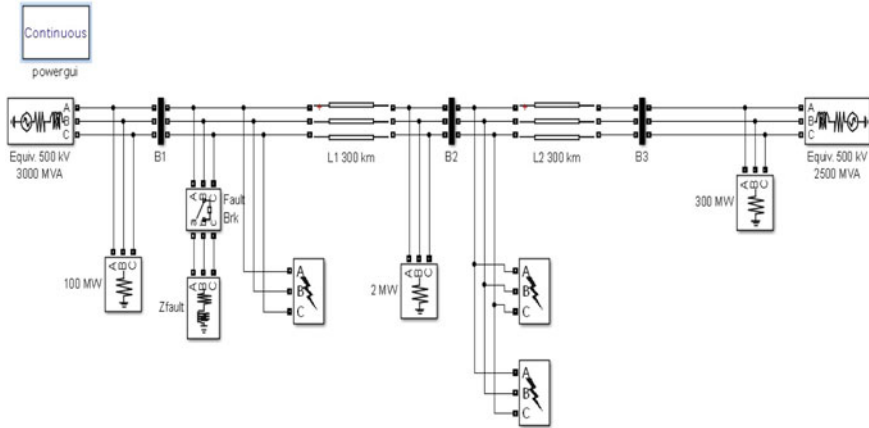 Continuous
powergui
A
B
C
Equiv. 500 kV
3000 MVA
B1
L1 300 km
B2
L2 300 km
B3
A
B
C
Equiv. 500 kV
2500 MVA
A B C
Fault
Brk
A B C
100 MW
A B C
Zfault
A
B
C
A B C
2 MW
A
B
C
A
B
C
A B C
300 MW